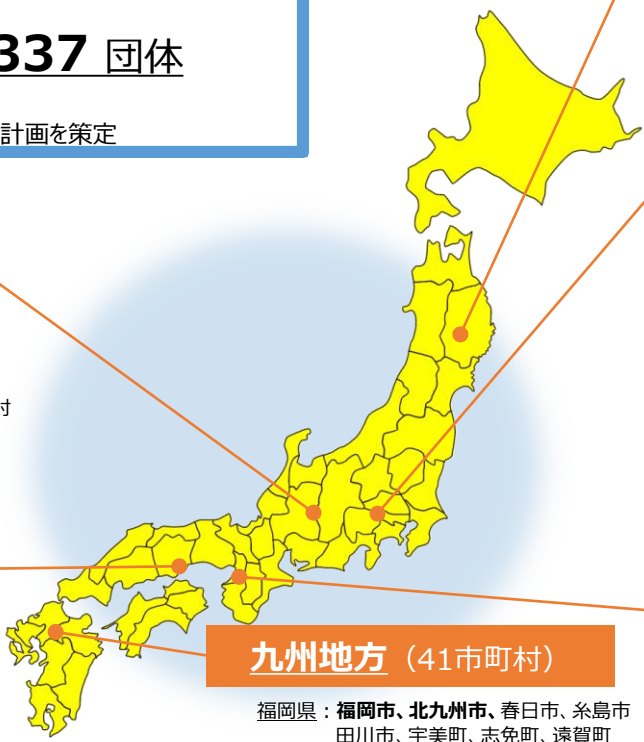 337 団体
計画を策定
村
九州地方（41市町村）
福岡県：福岡市、北九州市、春日市、糸島市
田川市、宇美町、志免町、遠賀町